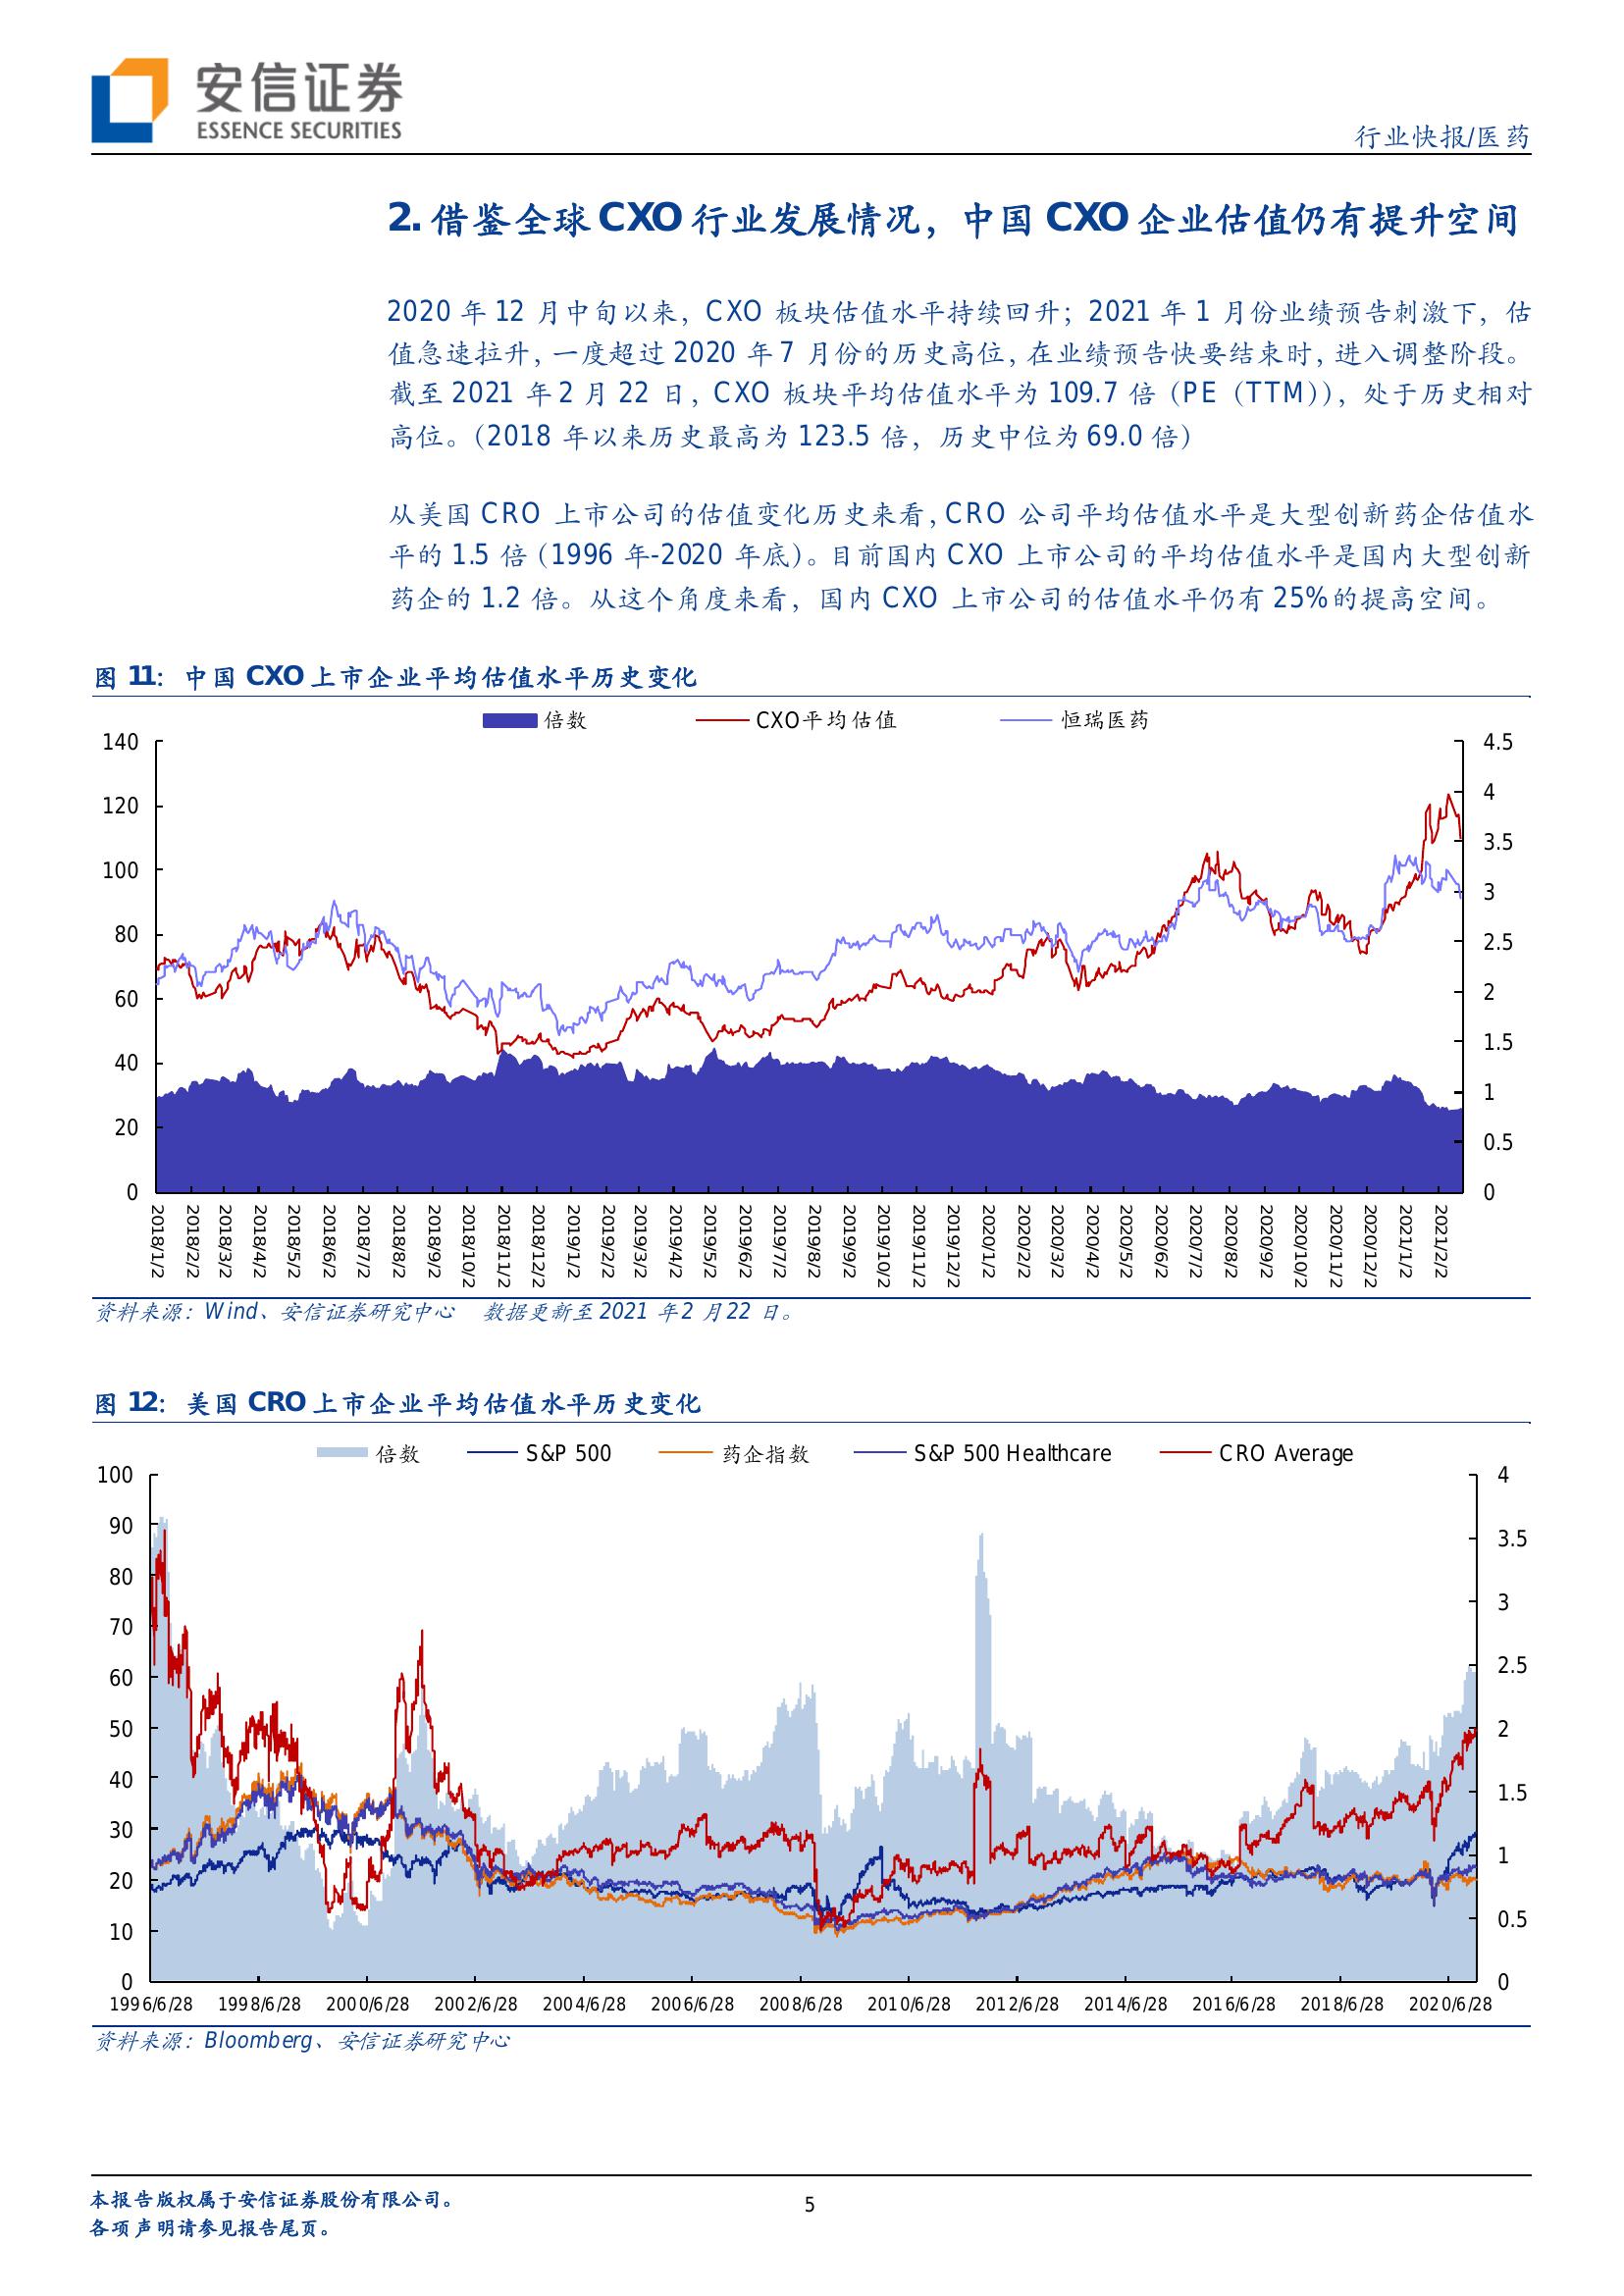 安信证券
ESSENCE SECURITIES
行业快报/医药
2. 借鉴全球 CXO 行业发展情况，中国 CXO 企业估值仍有提升空间
2020 年 12 月中旬以来，CXO 板块估值水平持续回升；2021 年 1 月份业绩预告刺激下，估
值急速拉升，一度超过 2020 年 7 月份的历史高位，在业绩预告快要结束时，进入调整阶段。
截至 2021 年 2 月 22 日，CXO 板块平均估值水平为 109.7 倍（PE（TTM）），处于历史相对
高位。（2018 年以来历史最高为 123.5 倍，历史中位为 69.0 倍）
从美国 CRO 上市公司的估值变化历史来看，CRO 公司平均估值水平是大型创新药企估值水
平的 1.5 倍（1996 年-2020 年底）。目前国内 CXO 上市公司的平均估值水平是国内大型创新
药企的 1.2 倍。从这个角度来看，国内 CXO 上市公司的估值水平仍有 25%的提高空间。
图 11：中国 CXO 上市企业平均估值水平历史变化
倍数 CXO平均估值 恒瑞医药
140 4.5
120 4
100 3.5
80 3
60 2.5
40 2
20 1.5
0 1
0.5
0
2018/1/2 2018/2/2 2018/3/2 2018/4/2 2018/5/2 2018/6/2 2018/7/2 2018/8/2 2018/9/2 2018/10/2 2018/11/2 2018/12/2 2019/1/2 2019/2/2 2019/3/2 2019/4/2 2019/5/2 2019/6/2 2019/7/2 2019/8/2 2019/9/2 2019/10/2 2019/11/2 2019/12/2 2020/1/2 2020/2/2 2020/3/2 2020/4/2 2020/5/2 2020/6/2 2020/7/2 2020/8/2 2020/9/2 2020/10/2 2020/11/2 2020/12/2 2021/1/2 2021/2/2
资料来源：Wind、安信证券研究中心 数据更新至 2021 年 2 月 22 日。
图 12：美国 CRO 上市企业平均估值水平历史变化
倍数 S&P 500 药企指数 S&P 500 Healthcare CRO Average
100 4
90 3.5
80 3
70 2.5
60 2
50 1.5
40 1
30 0.5
20 0
10
0
1996/6/28 1998/6/28 2000/6/28 2002/6/28 2004/6/28 2006/6/28 2008/6/28 2010/6/28 2012/6/28 2014/6/28 2016/6/28 2018/6/28 2020/6/28
资料来源：Bloomberg、安信证券研究中心
本报告版权属于安信证券股份有限公司。
5
各项声明请参见报告尾页。